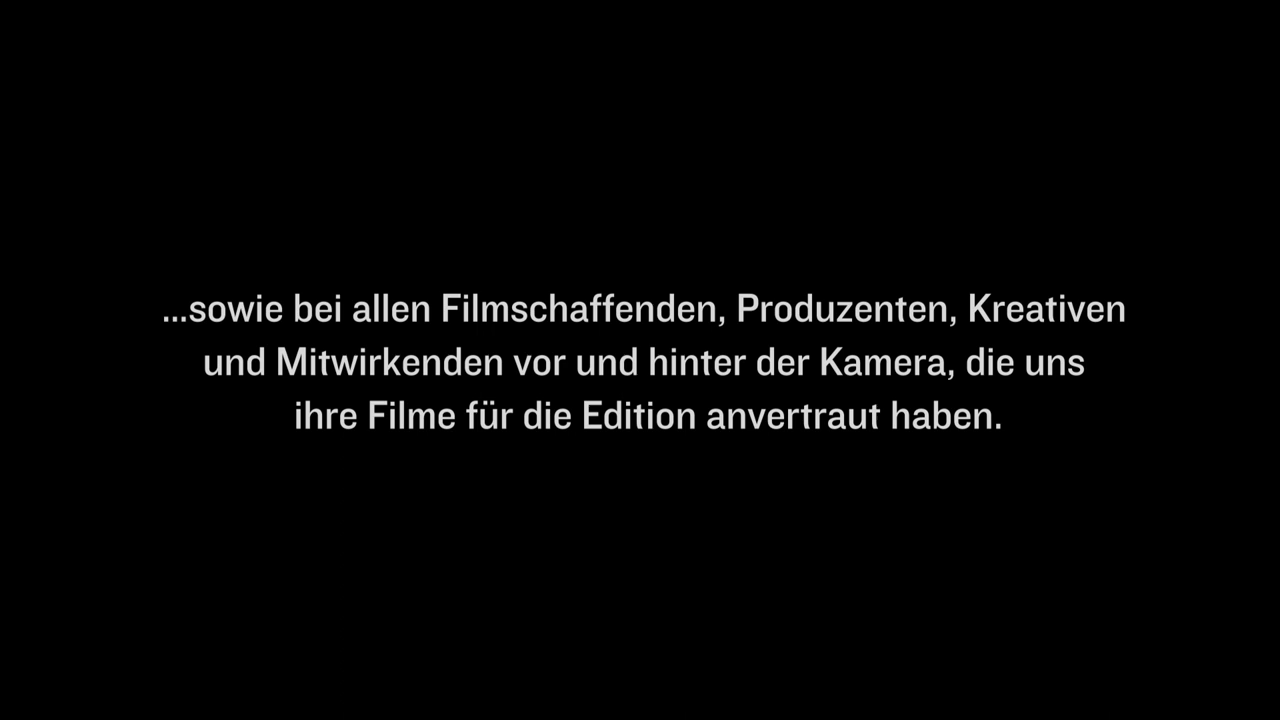 ...sowie bei allen Filmschaffenden, Produzenten, Kreativen
und Mitwirkenden vor und hinter der Kamera, die uns
ihre Filme für die Edition anvertraut haben.